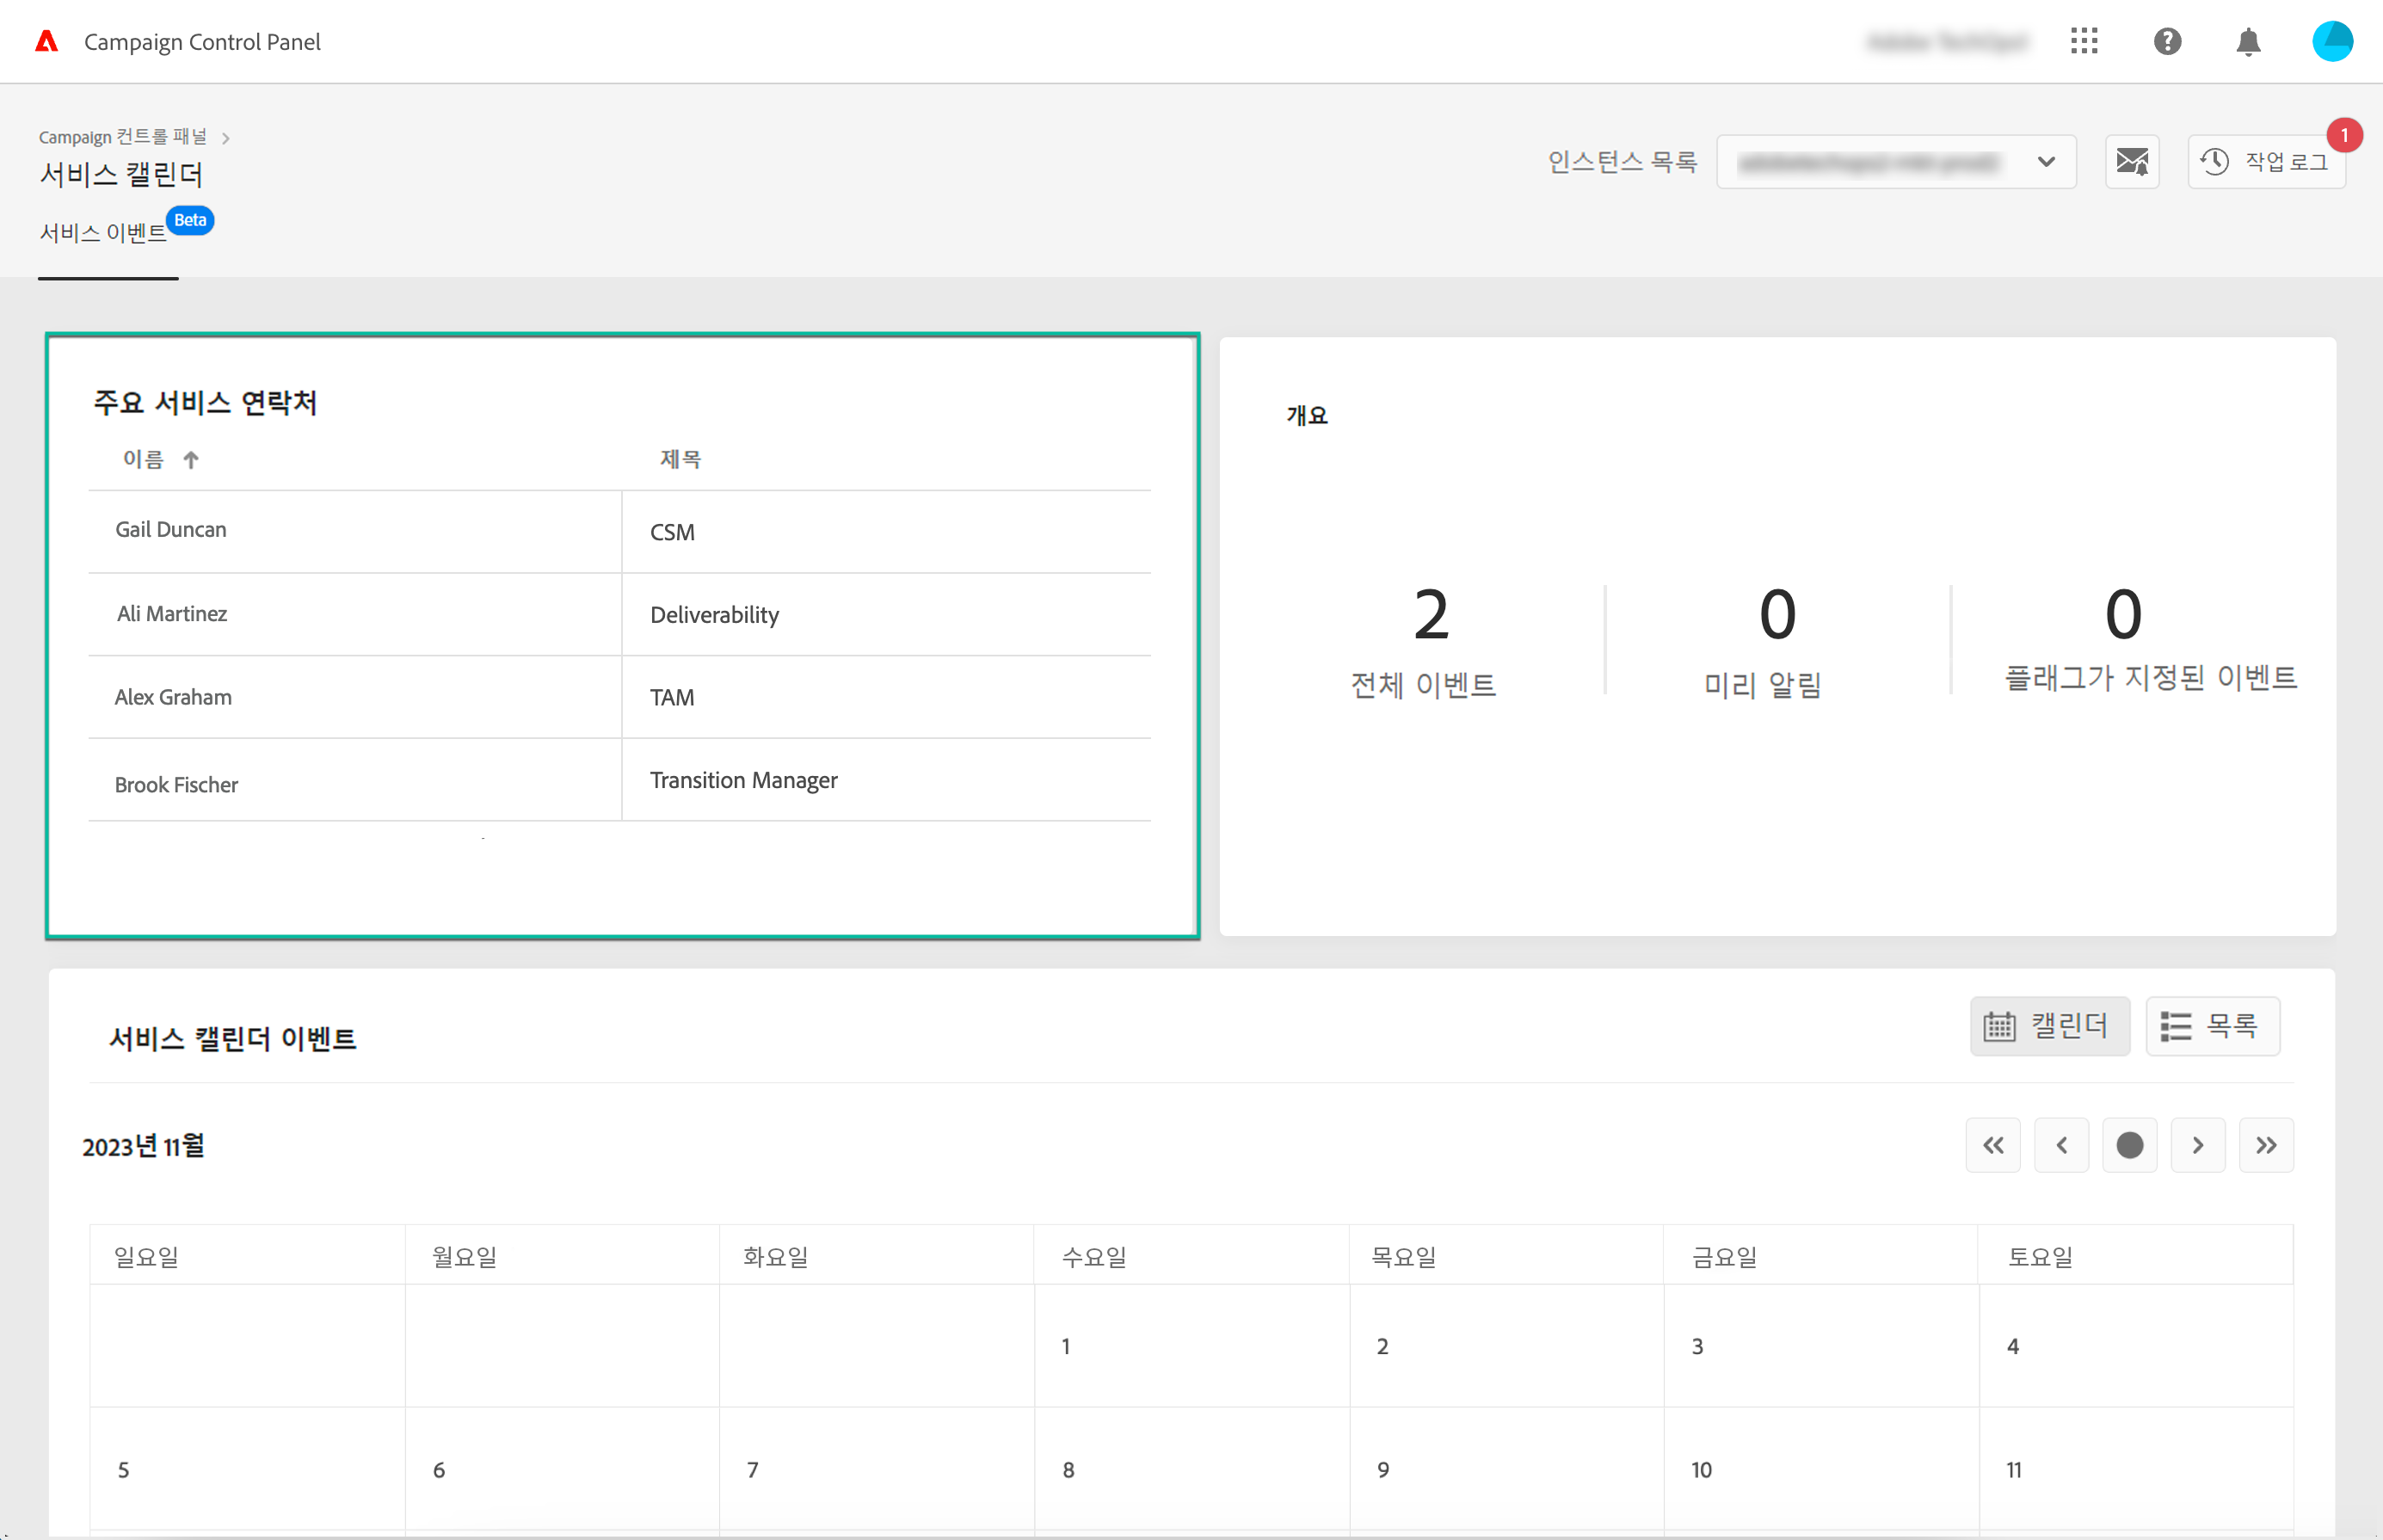 Campaign Control Panel
Campaign 컨트롤 패널
서비스 캘린더
인스턴스 목록
작업 로그
1
서비스 이벤트
Beta
주요 서비스 연락처
이름 제목
Gail Duncan CSM
Ali Martinez Deliverability
Alex Graham TAM
Brook Fischer Transition Manager
개요
2 0 0
전체 이벤트 미리 알림 플래그가 지정된 이벤트
서비스 캘린더 이벤트
캘린더 목록
2023년 11월
일요일 월요일 화요일 수요일 목요일 금요일 토요일
1 2 3 4
5 6 7 8 9 10 11